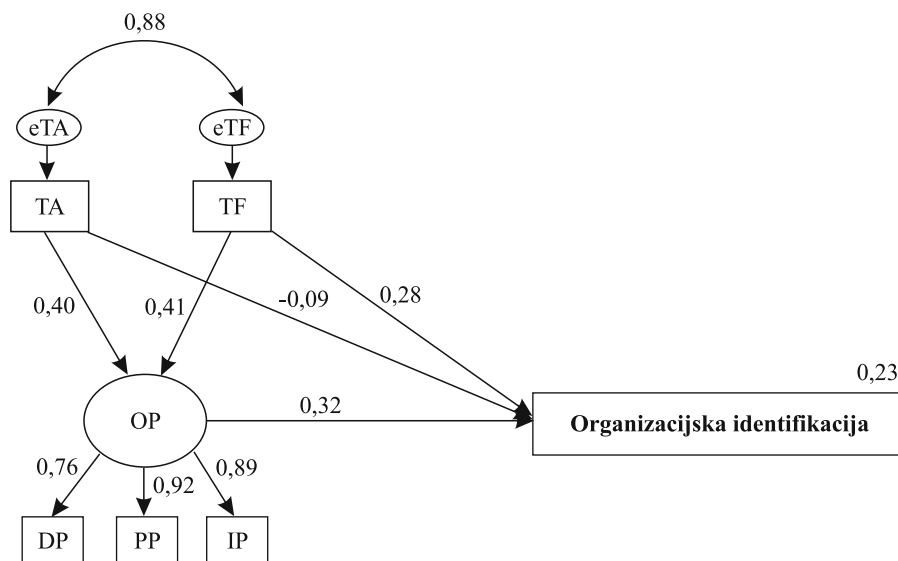 0,88
eTA
eTF
TA
TF
0,40
0,41
-0,09
0,28
0,23
OP
0,32
Organizacijska identifikacija
0,76
0,92
0,89
DP
PP
IP